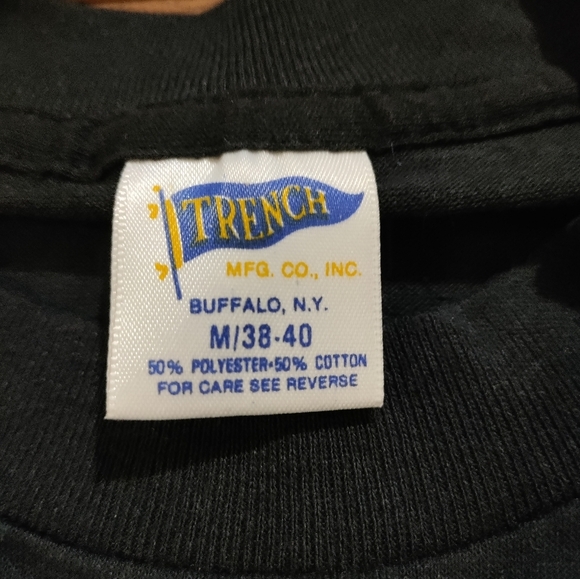 TRENCH
MFG. CO., INC.
BUFFALO, N.Y.
M/38-40
50% POLYESTER•50% COTTON
FOR CARE SEE REVERSE